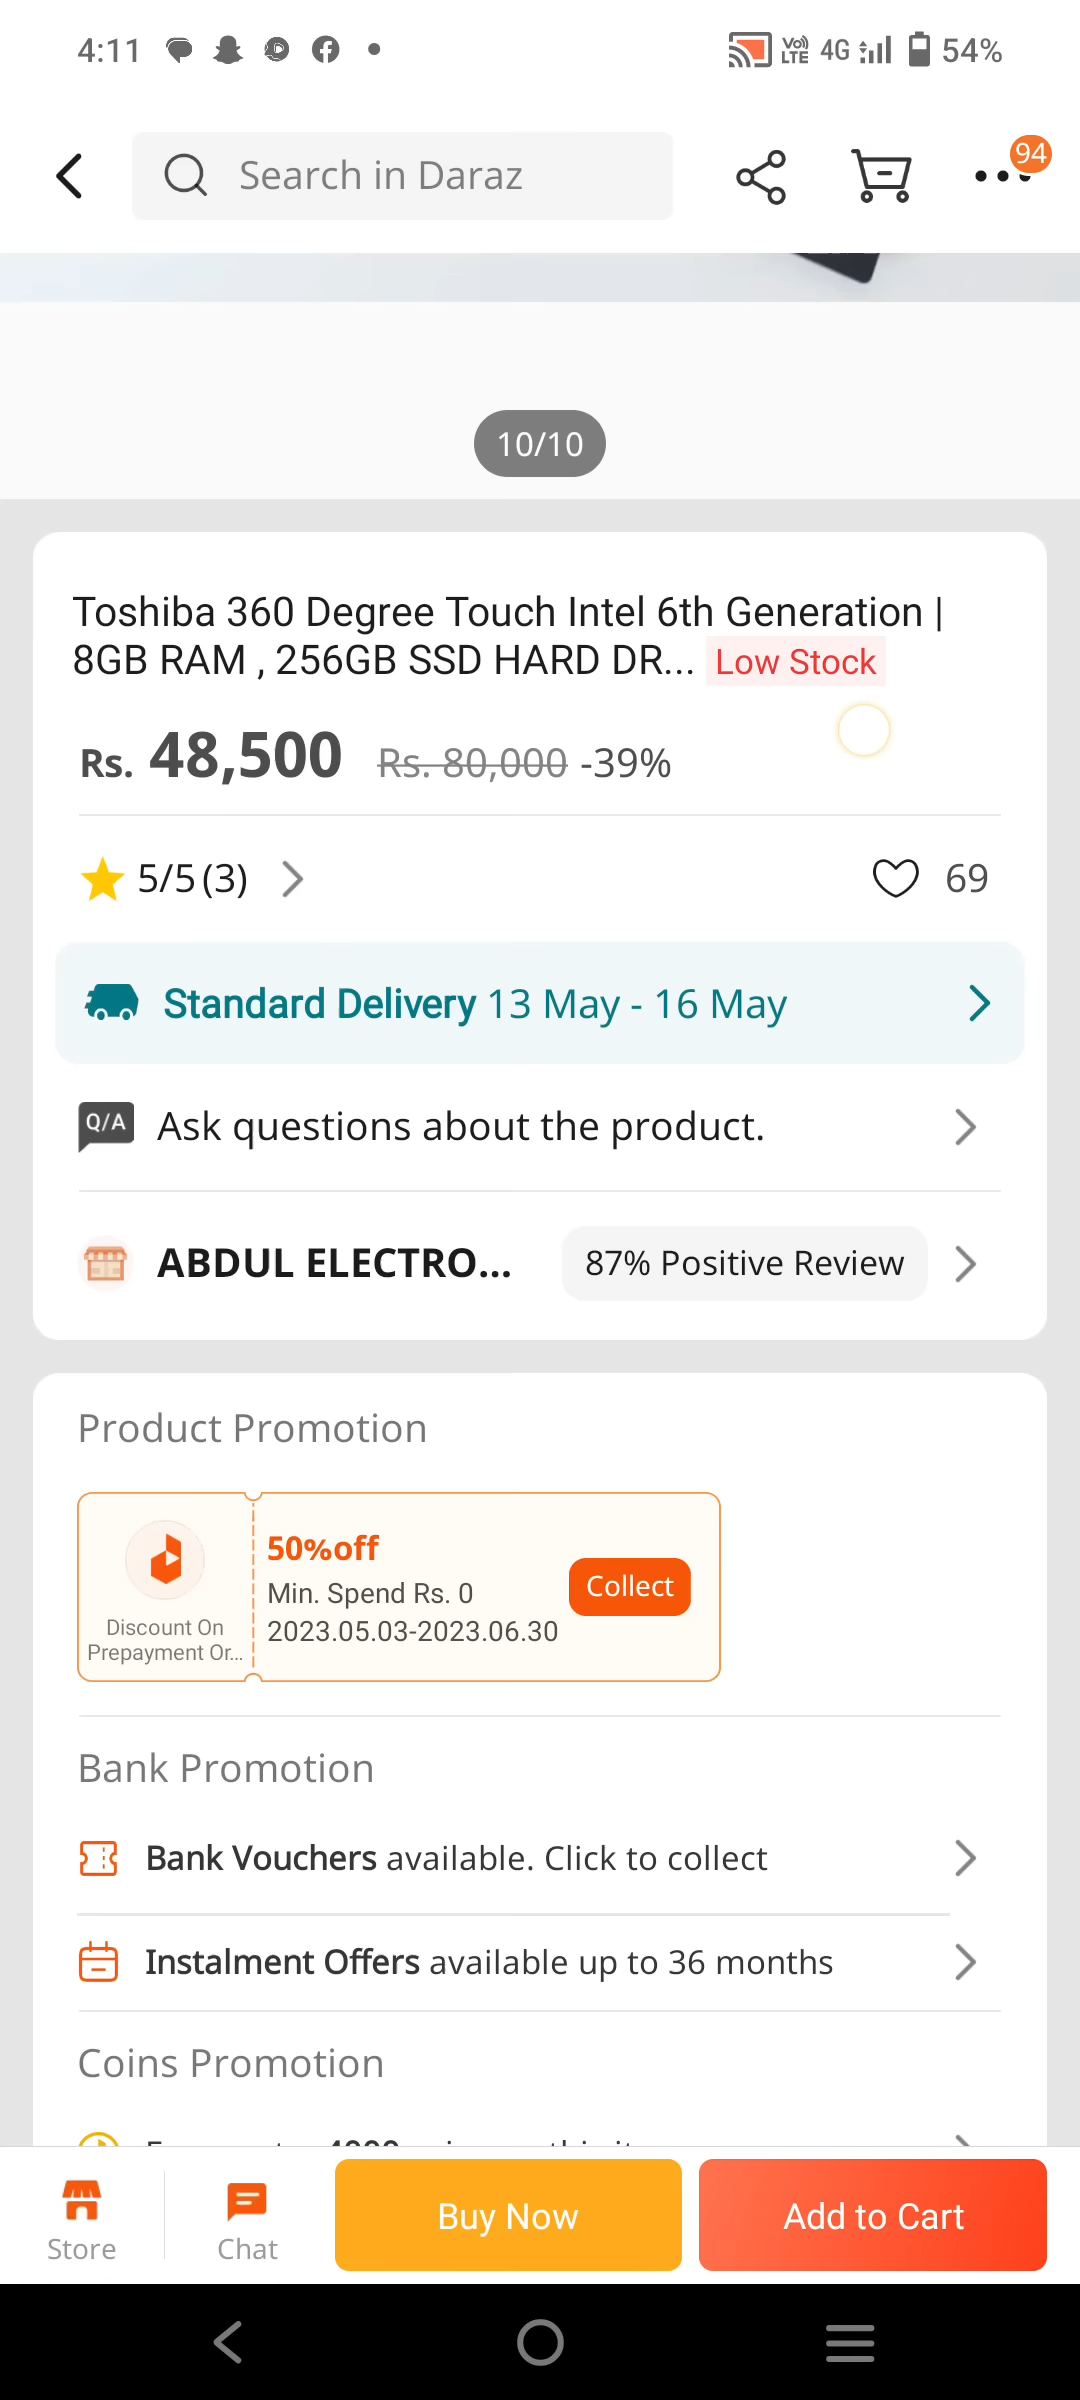 4:11
VoD LTE 4G 54%
Search in Daraz
94
10/10
Toshiba 360 Degree Touch Intel 6th Generation |
8GB RAM , 256GB SSD HARD DR... Low Stock
Rs. 48,500 Rs. 80,000 -39%
5/5 (3) 69
Standard Delivery 13 May - 16 May
Q/A Ask questions about the product.
ABDUL ELECTRO... 87% Positive Review
Product Promotion
50%off
Min. Spend Rs. 0
2023.05.03-2023.06.30
Collect
Discount On
Prepayment Or...
Bank Promotion
Bank Vouchers available. Click to collect
Instalment Offers available up to 36 months
Coins Promotion
Store
Chat
Buy Now
Add to Cart